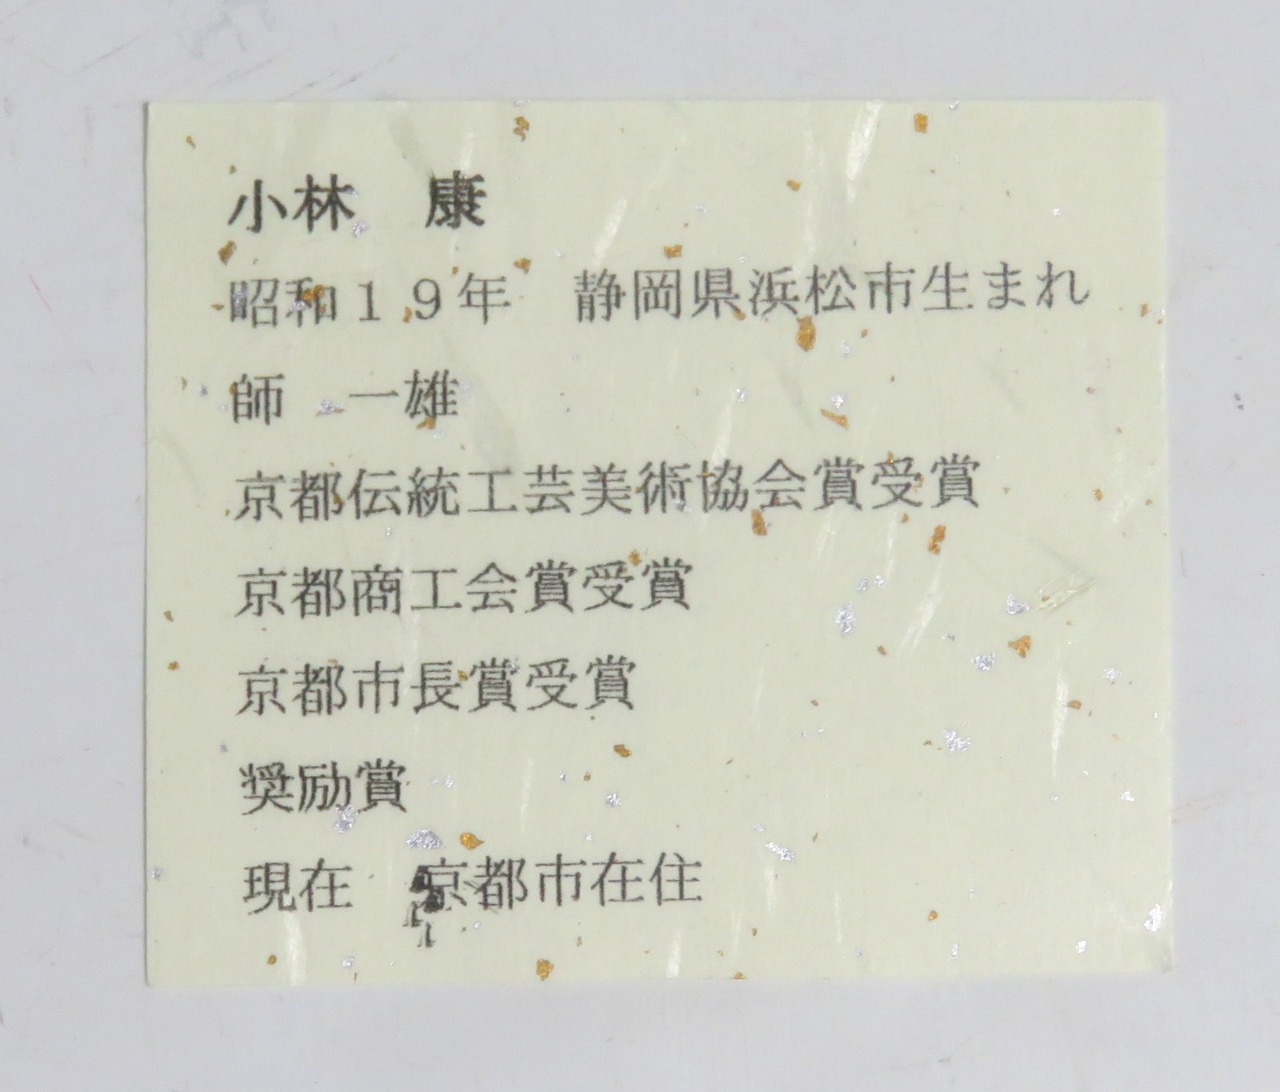 小林　康
昭和１９年　静岡県浜松市生まれ
師　一雄
京都伝統工芸美術協会賞受賞
京都商工会賞受賞
京都市長賞受賞
奨励賞
現在　京都市在住